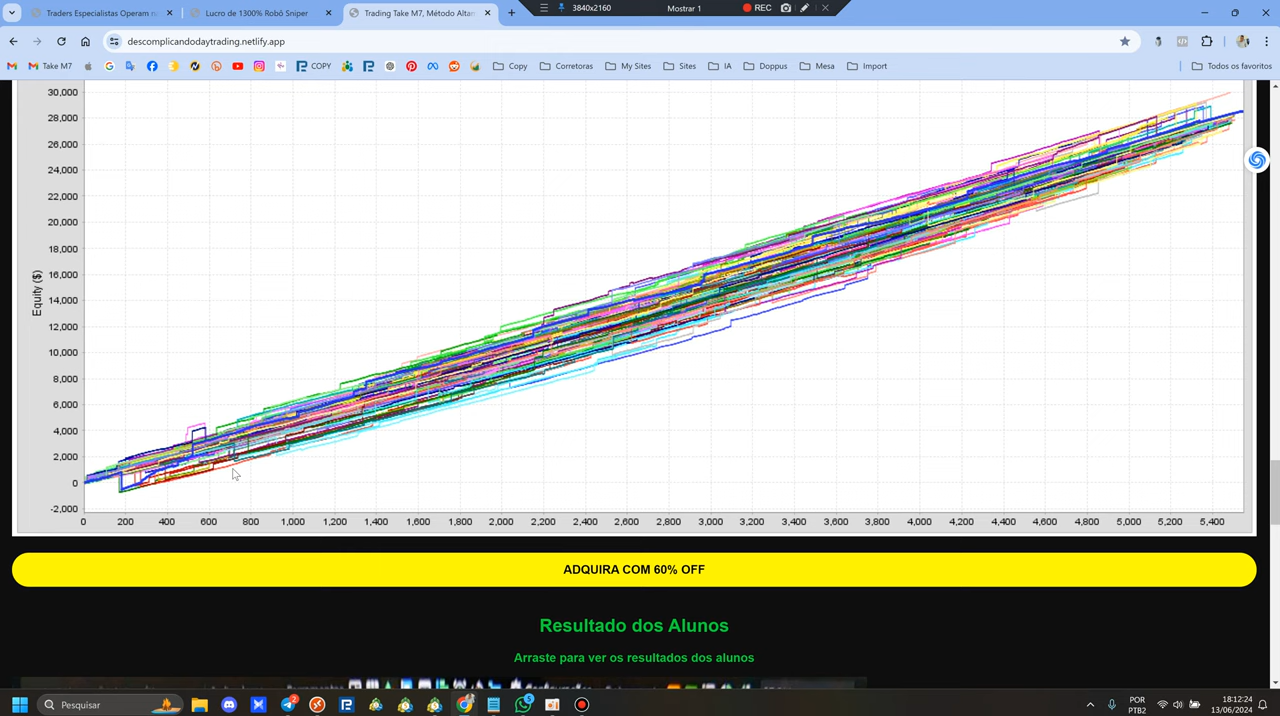 3840x2160 Mostrar 1 REC
Traders Especialistas Operam ru
Lucro de 1300% Robô Sniper
Trading Take M7, Método Altam
descomplicandodaytrading.netlify.app
Take M7 COPY Copy Corretoras My Sites Sites IA Doppus Mesa Import Todos os favoritos
30,000
28,000
26,000
24,000
22,000
20,000
18,000
16,000
14,000
12,000
10,000
8,000
6,000
4,000
2,000
0
-2,000
Equity ($)
0 200 400 600 800 1,000 1,200 1,400 1,600 1,800 2,000 2,200 2,400 2,600 2,800 3,000 3,200 3,400 3,600 3,800 4,000 4,200 4,400 4,600 4,800 5,000 5,200 5,400
ADQUIRA COM 60% OFF
Resultado dos Alunos
Arraste para ver os resultados dos alunos
Pesquisar
POR
PTB2
18:12:24
13/06/2024